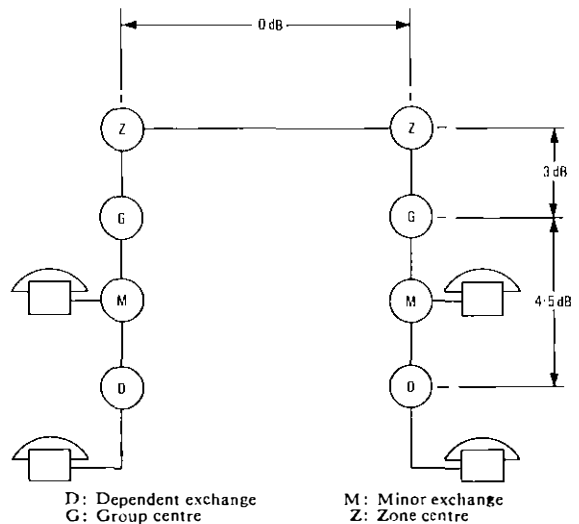 0 dB
Z Z
3 dB
G G
M M
4·5 dB
D D
D: Dependent exchange M: Minor exchange
G: Group centre Z: Zone centre